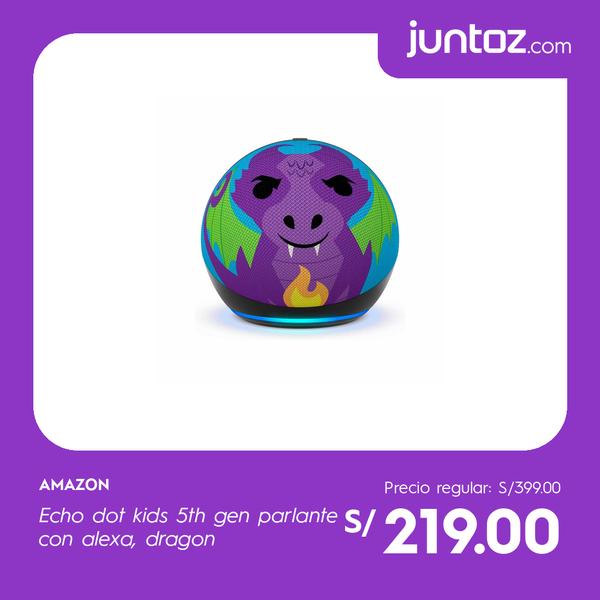 juntoz.com
AMAZON
Echo dot kids 5th gen parlante
con alexa, dragon
Precio regular: S/399.00
S/ 219.00